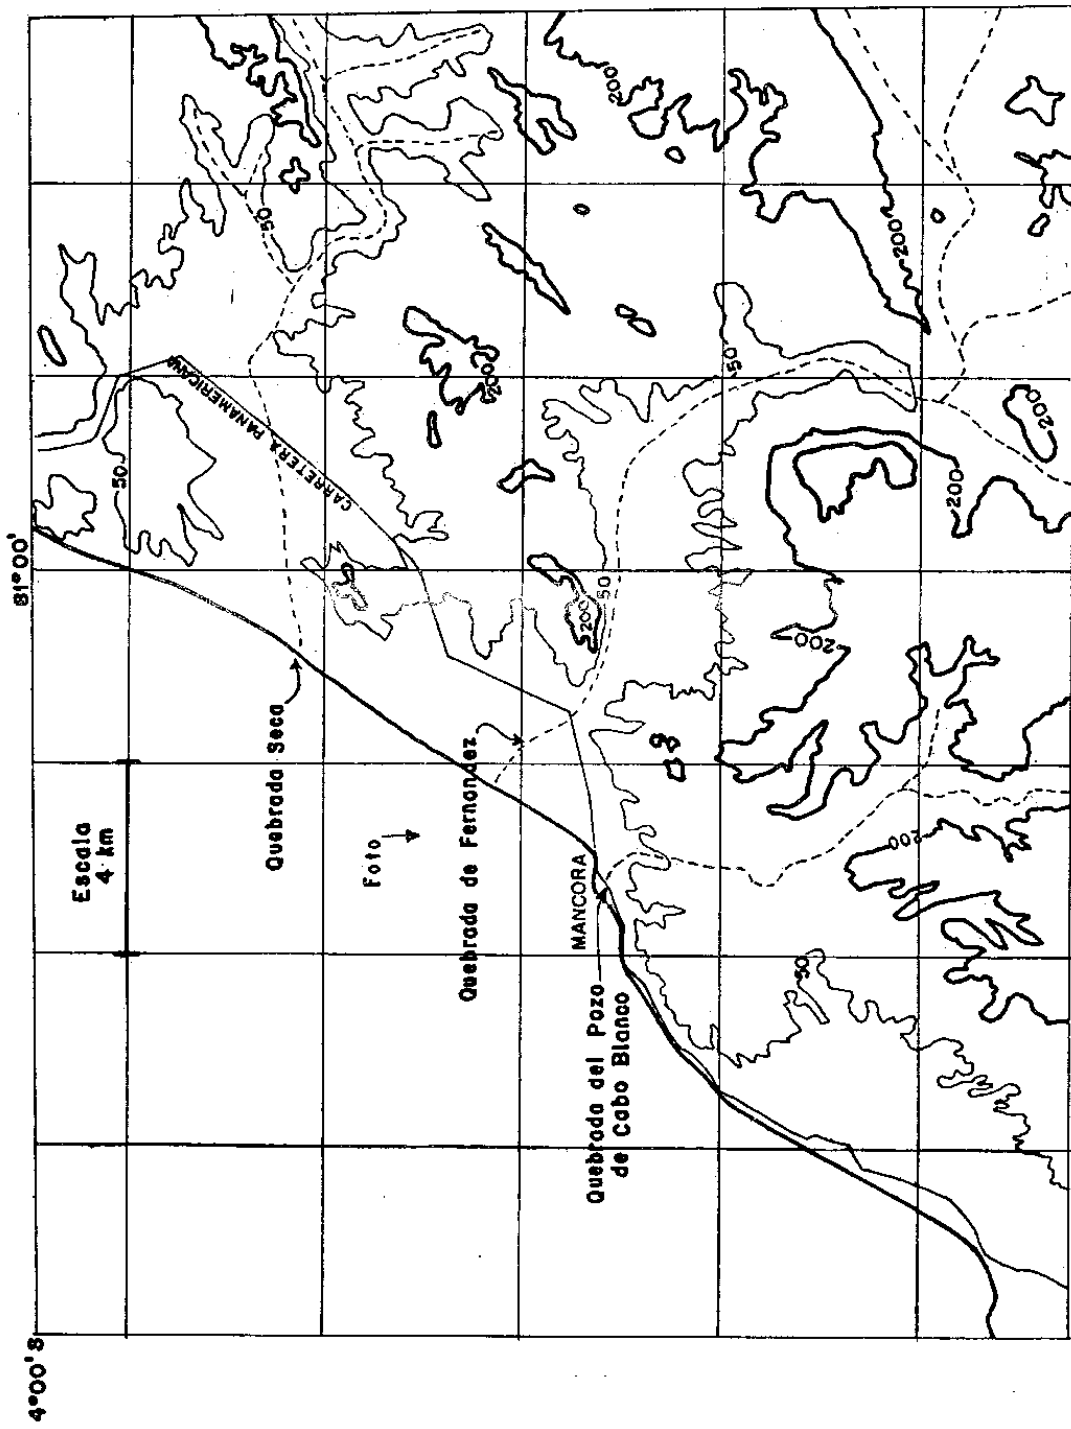 4°00'S
81°00'
Escala
4 km
Quebrada Seca
Foto
Quebrada de Fernandez
MANCORA
Quebrada del Pozo
de Cabo Blanco
CARRETERA PANAMERICANA
50
50
50
50
50
200
200
200
200
200
200
200
200